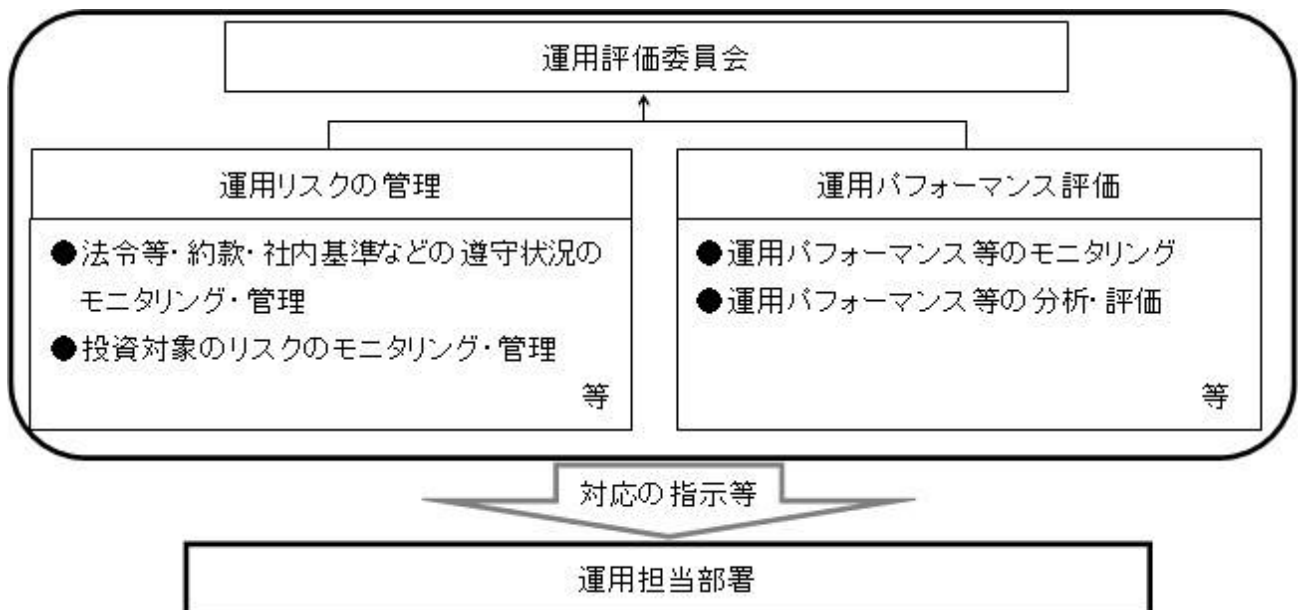 運用評価委員会
運用リスクの管理
●法令等・約款・社内基準などの遵守状況の
モニタリング・管理
●投資対象のリスクのモニタリング・管理
等
運用パフォーマンス評価
●運用パフォーマンス等のモニタリング
●運用パフォーマンス等の分析・評価
等
対応の指示等
運用担当部署